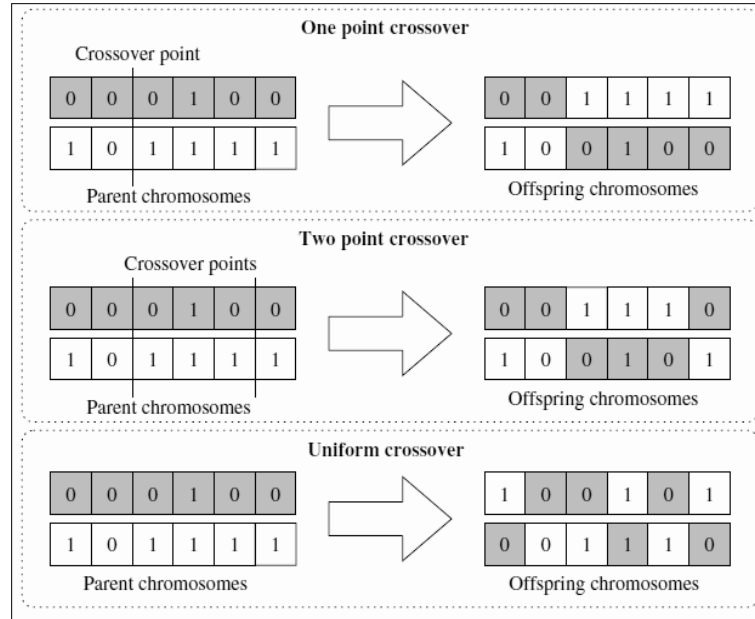 One point crossover
Crossover point
0 0 0 1 0 0
0 0 1 1 1 1
1 0 1 1 1 1
1 0 0 1 0 0
Parent chromosomes
Offspring chromosomes
Two point crossover
Crossover points
0 0 0 1 0 0
0 0 1 1 1 0
1 0 1 1 1 1
1 0 0 1 0 1
Parent chromosomes
Offspring chromosomes
Uniform crossover
0 0 0 1 0 0
1 0 0 1 0 1
1 0 1 1 1 1
0 0 1 1 1 0
Parent chromosomes
Offspring chromosomes